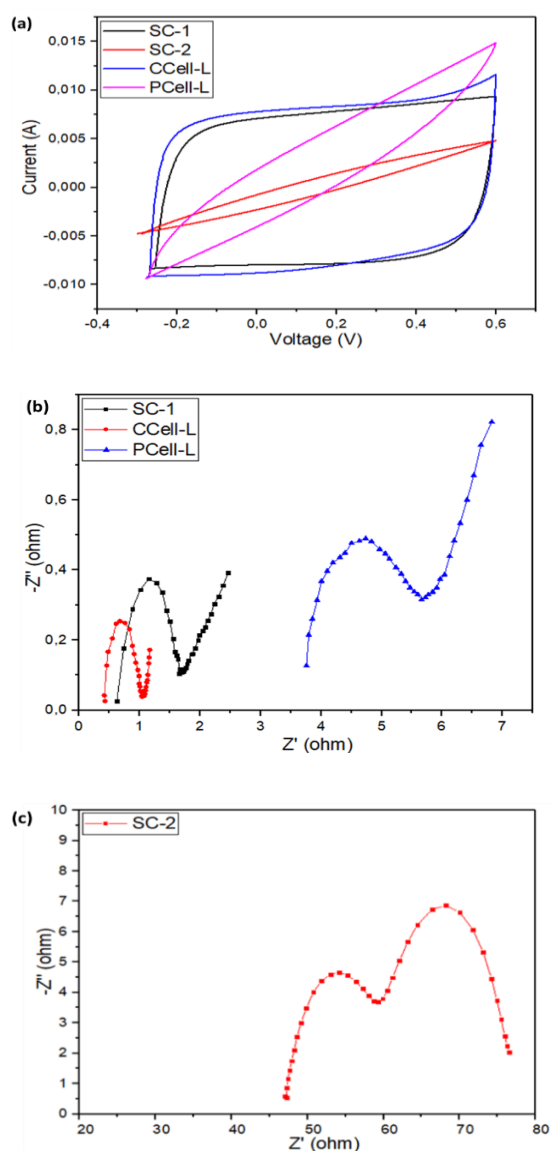 (a)
SC-1
SC-2
CCell-L
PCell-L
0,015
0,010
0,005
0,000
-0,005
-0,010
Current (A)
-0,4
-0,2
0,0
0,2
0,4
0,6
Voltage (V)
(b)
SC-1
CCell-L
PCell-L
0,8
0,6
0,4
0,2
0,0
-Z" (ohm)
0
1
2
3
4
5
6
7
Z' (ohm)
(c)
SC-2
10
9
8
7
6
5
4
3
2
1
0
-Z" (ohm)
20
30
40
50
60
70
80
Z' (ohm)